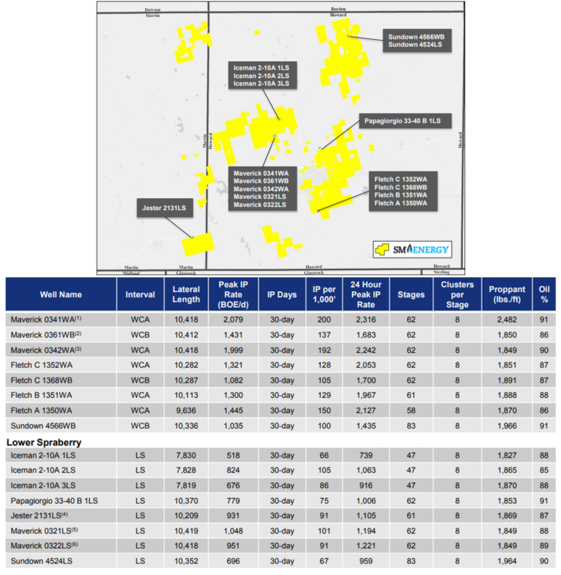 Dawson
Martin
Borden
Howard
Sundown 4566WB
Sundown 4524LS
Iceman 2-10A 1LS
Iceman 2-10A 2LS
Iceman 2-10A 3LS
Papagiorgio 33-40 B 1LS
Martin
Howard
Howard
Maverick 0341WA
Maverick 0361WB
Maverick 0342WA
Maverick 0321LS
Maverick 0322LS
Fletch C 1352WA
Fletch C 1368WB
Fletch B 1351WA
Fletch A 1350WA
Jester 2131LS
SM ENERGY
Martin
Midland
Martin
Glasscock
Howard
Glasscock
Howard
Sterling
Well Name Interval Lateral Length Peak IP Rate (BOE/d) IP Days IP per 1,000' 24 Hour Peak IP Rate Stages Clusters per Stage Proppant (lbs./ft) Oil %
Maverick 0341WA(1) WCA 10,418 2,079 30-day 200 2,316 62 8 2,482 91
Maverick 0361WB(2) WCB 10,412 1,431 30-day 137 1,683 62 8 1,850 86
Maverick 0342WA(3) WCA 10,418 1,999 30-day 192 2,242 62 8 1,849 90
Fletch C 1352WA WCA 10,282 1,321 30-day 128 2,053 62 8 1,851 87
Fletch C 1368WB WCB 10,287 1,082 30-day 105 1,700 62 8 1,891 87
Fletch B 1351WA WCA 10,113 1,300 30-day 129 1,967 61 8 1,888 88
Fletch A 1350WA WCA 9,636 1,445 30-day 150 2,127 58 8 1,870 86
Sundown 4566WB WCB 10,336 1,035 30-day 100 1,435 83 8 1,966 91
Lower Spraberry
Iceman 2-10A 1LS LS 7,830 518 30-day 66 739 47 8 1,827 88
Iceman 2-10A 2LS LS 7,828 824 30-day 105 1,063 47 8 1,865 85
Iceman 2-10A 3LS LS 7,819 676 30-day 86 916 47 8 1,870 88
Papagiorgio 33-40 B 1LS LS 10,370 779 30-day 75 1,006 62 8 1,853 91
Jester 2131LS(4) LS 10,209 931 30-day 91 1,105 61 8 1,869 87
Maverick 0321LS(5) LS 10,419 1,048 30-day 101 1,194 62 8 1,849 88
Maverick 0322LS(6) LS 10,418 951 30-day 91 1,221 62 8 1,849 89
Sundown 4524LS LS 10,352 696 30-day 67 959 83 8 1,964 90